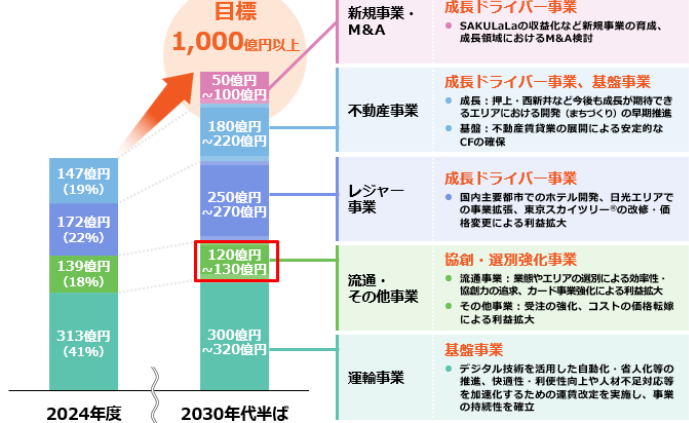 目標
1,000億円以上
50億円
~100億円
180億円
~220億円
250億円
~270億円
120億円
~130億円
300億円
~320億円
147億円
(19%)
172億円
(22%)
139億円
(18%)
313億円
(41%)
2024年度
2030年代半ば
新規事業・
M&A
成長ドライバー事業
● SAKULaLaの収益化など新規事業の育成、
成長領域におけるM&A検討
不動産事業
成長ドライバー事業、基盤事業
● 成長：押上・西新井など今後も成長が期待でき
るエリアにおける開発（まちづくり）の早期推進
● 基盤：不動産賃貸業の展開による安定的な
CFの確保
レジャー
事業
成長ドライバー事業
● 国内主要都市でのホテル開発、日光エリアで
の事業拡張、東京スカイツリー®の改修・価
格変更による利益拡大
流通・
その他事業
協創・選別強化事業
● 流通事業：業態やエリアの選別による効率性・
協創力の追求、カード事業強化による利益拡大
● その他事業：受注の強化、コストの価格転嫁
による利益拡大
運輸事業
基盤事業
● デジタル技術を活用した自動化・省人化等の
推進、快適性・利便性向上や人材不足対応等
を加速化するための運賃改定を実施し、事業
の持続性を確立